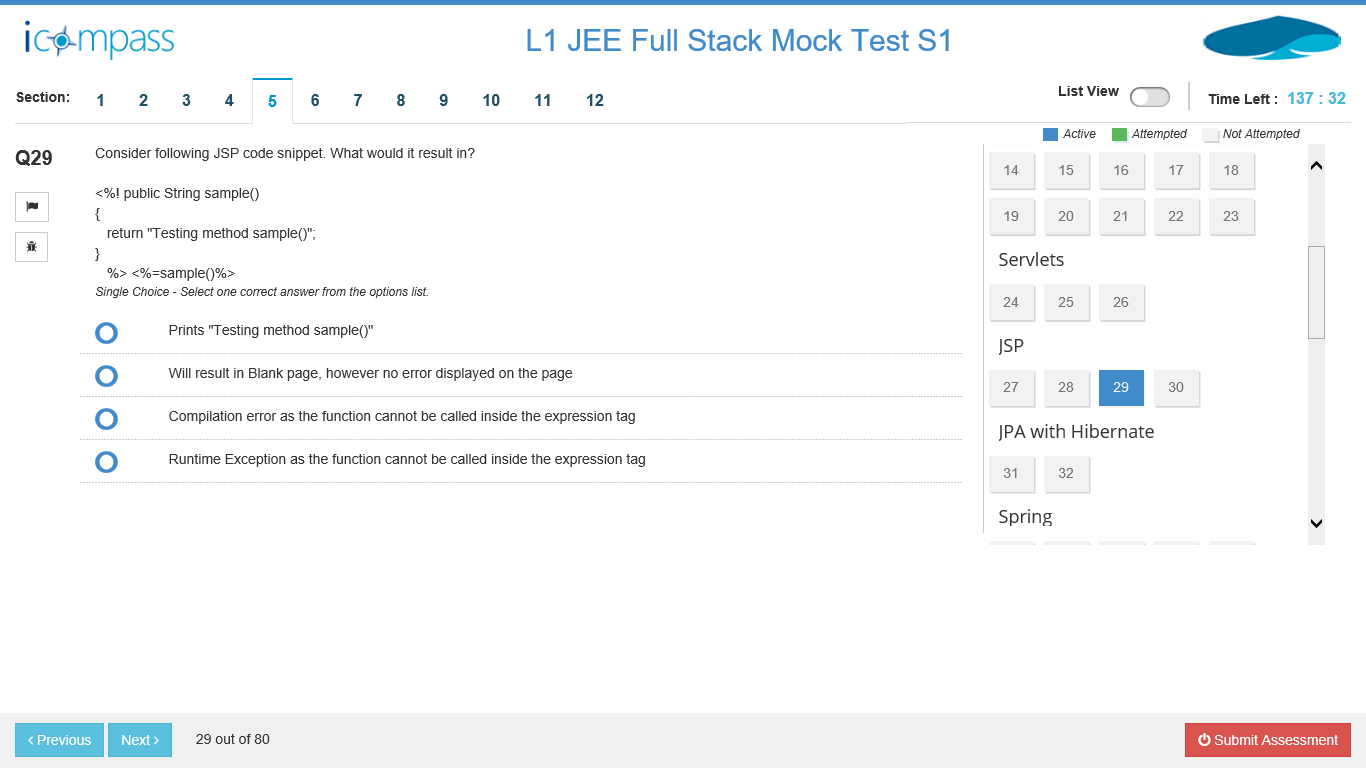 icompass
L1 JEE Full Stack Mock Test S1
Section: 1 2 3 4 5 6 7 8 9 10 11 12
List View
Time Left : 137 : 32
Active Attempted Not Attempted
Q29
Consider following JSP code snippet. What would it result in?
<%! public String sample()
{
return "Testing method sample()";
}
%> <%=sample()%>
Single Choice - Select one correct answer from the options list.
Prints "Testing method sample()"
Will result in Blank page, however no error displayed on the page
Compilation error as the function cannot be called inside the expression tag
Runtime Exception as the function cannot be called inside the expression tag
14 15 16 17 18
19 20 21 22 23
Servlets
24 25 26
JSP
27 28 29 30
JPA with Hibernate
31 32
Spring
‹ Previous
Next ›
29 out of 80
Submit Assessment